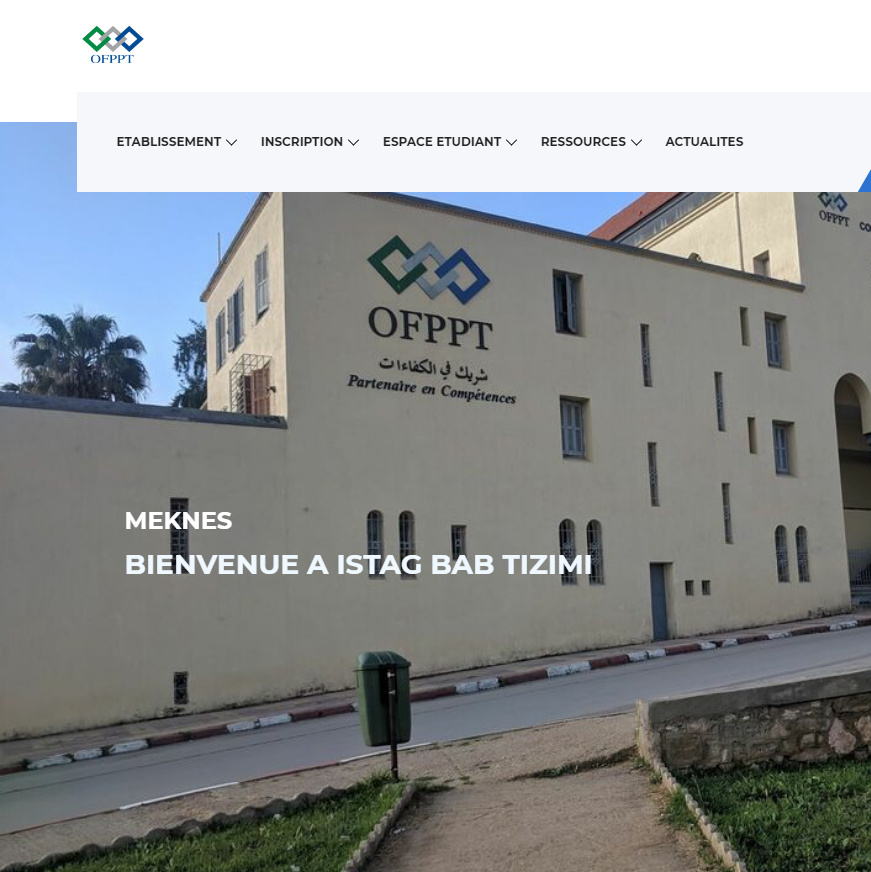 OFPPT
ETABLISSEMENT
INSCRIPTION
ESPACE ETUDIANT
RESSOURCES
ACTUALITES
OFPPT
CO
OFPPT
شريك في الكفاءات
Partenaire en Compétences
MEKNES
BIENVENUE A ISTAG BAB TIZIMI